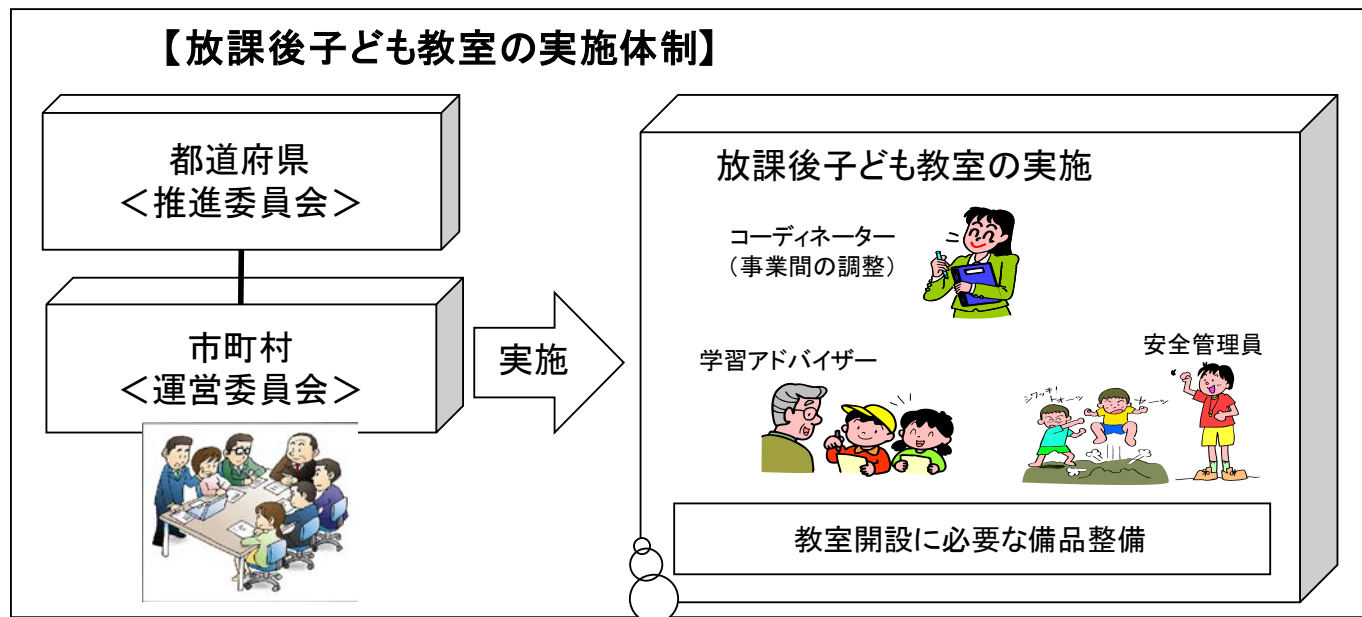 【放課後子ども教室の実施体制】
都道府県
＜推進委員会＞
市町村
＜運営委員会＞
実施
放課後子ども教室の実施
コーディネーター
（事業間の調整）
学習アドバイザー
安全管理員
教室開設に必要な備品整備